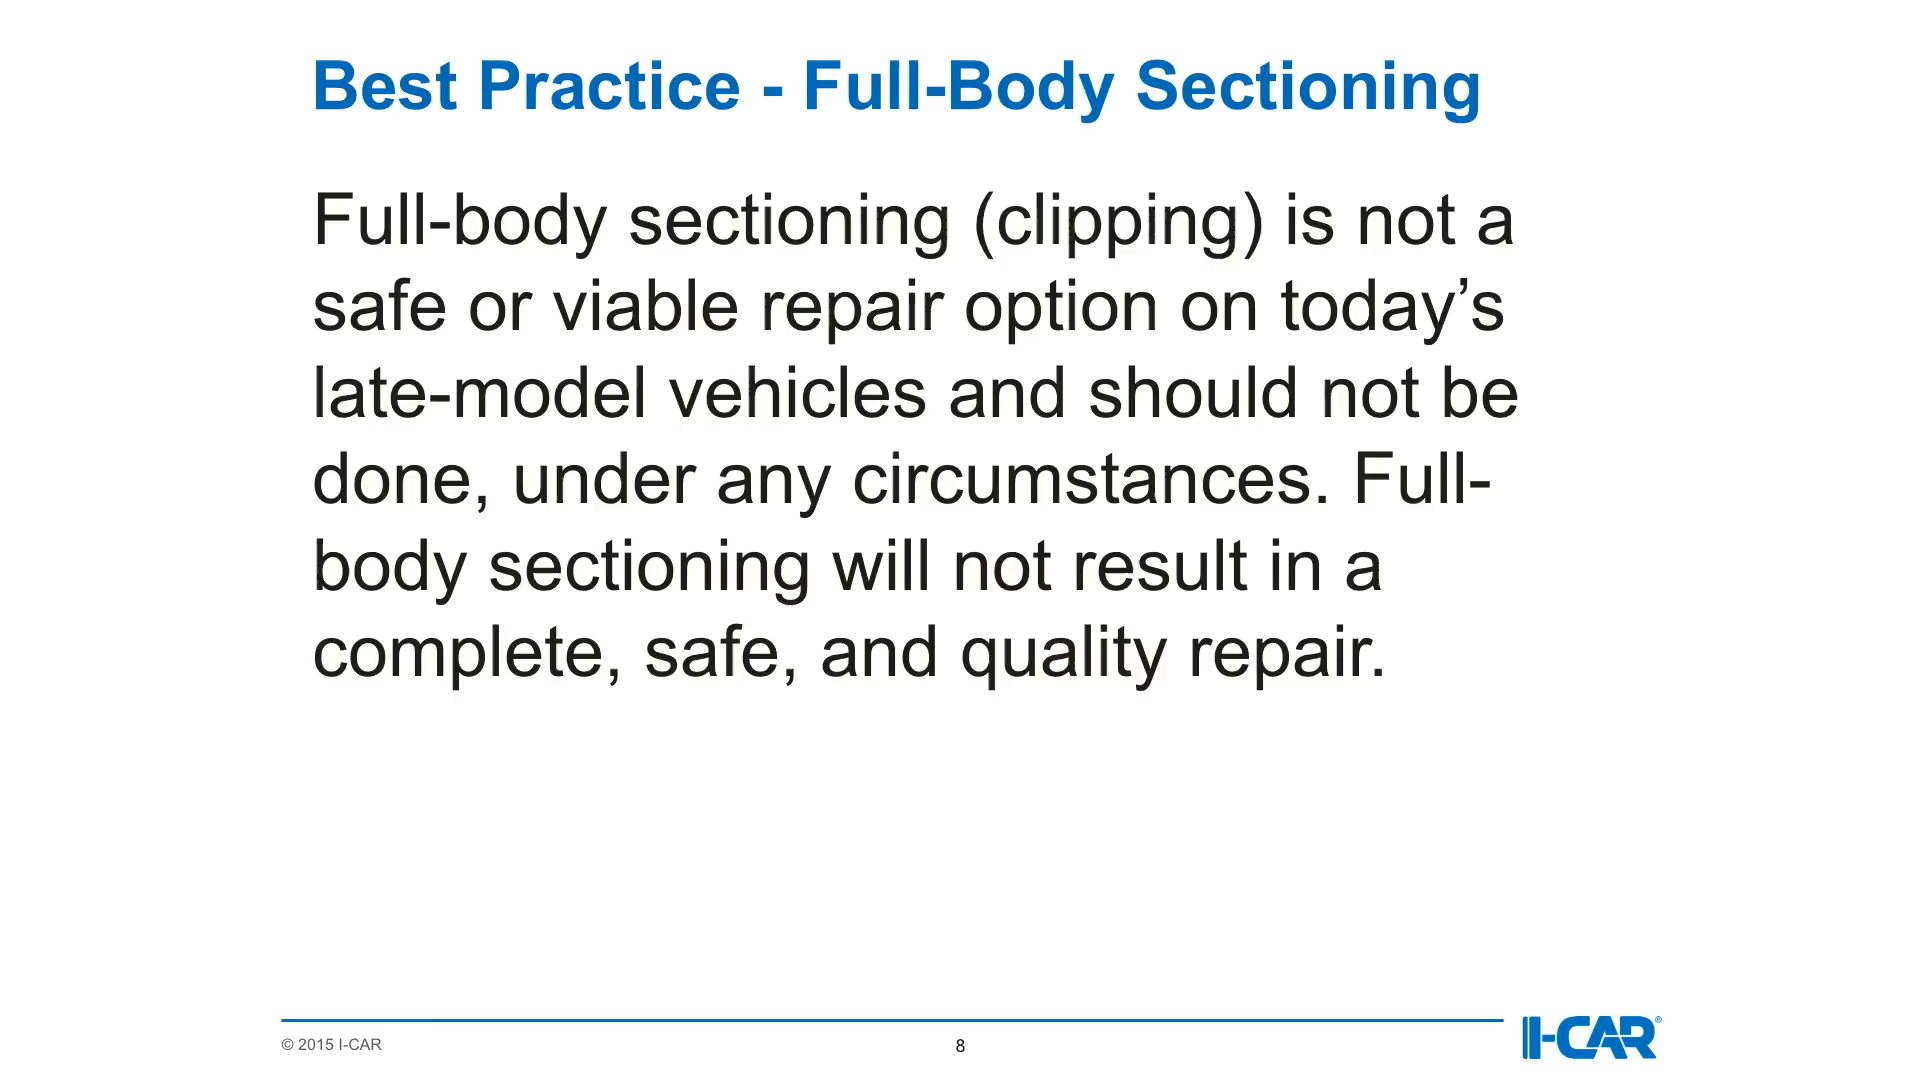 Best Practice - Full-Body Sectioning
Full-body sectioning (clipping) is not a
safe or viable repair option on today’s
late-model vehicles and should not be
done, under any circumstances. Full-
body sectioning will not result in a
complete, safe, and quality repair.
© 2015 I-CAR
8
I-CAR®